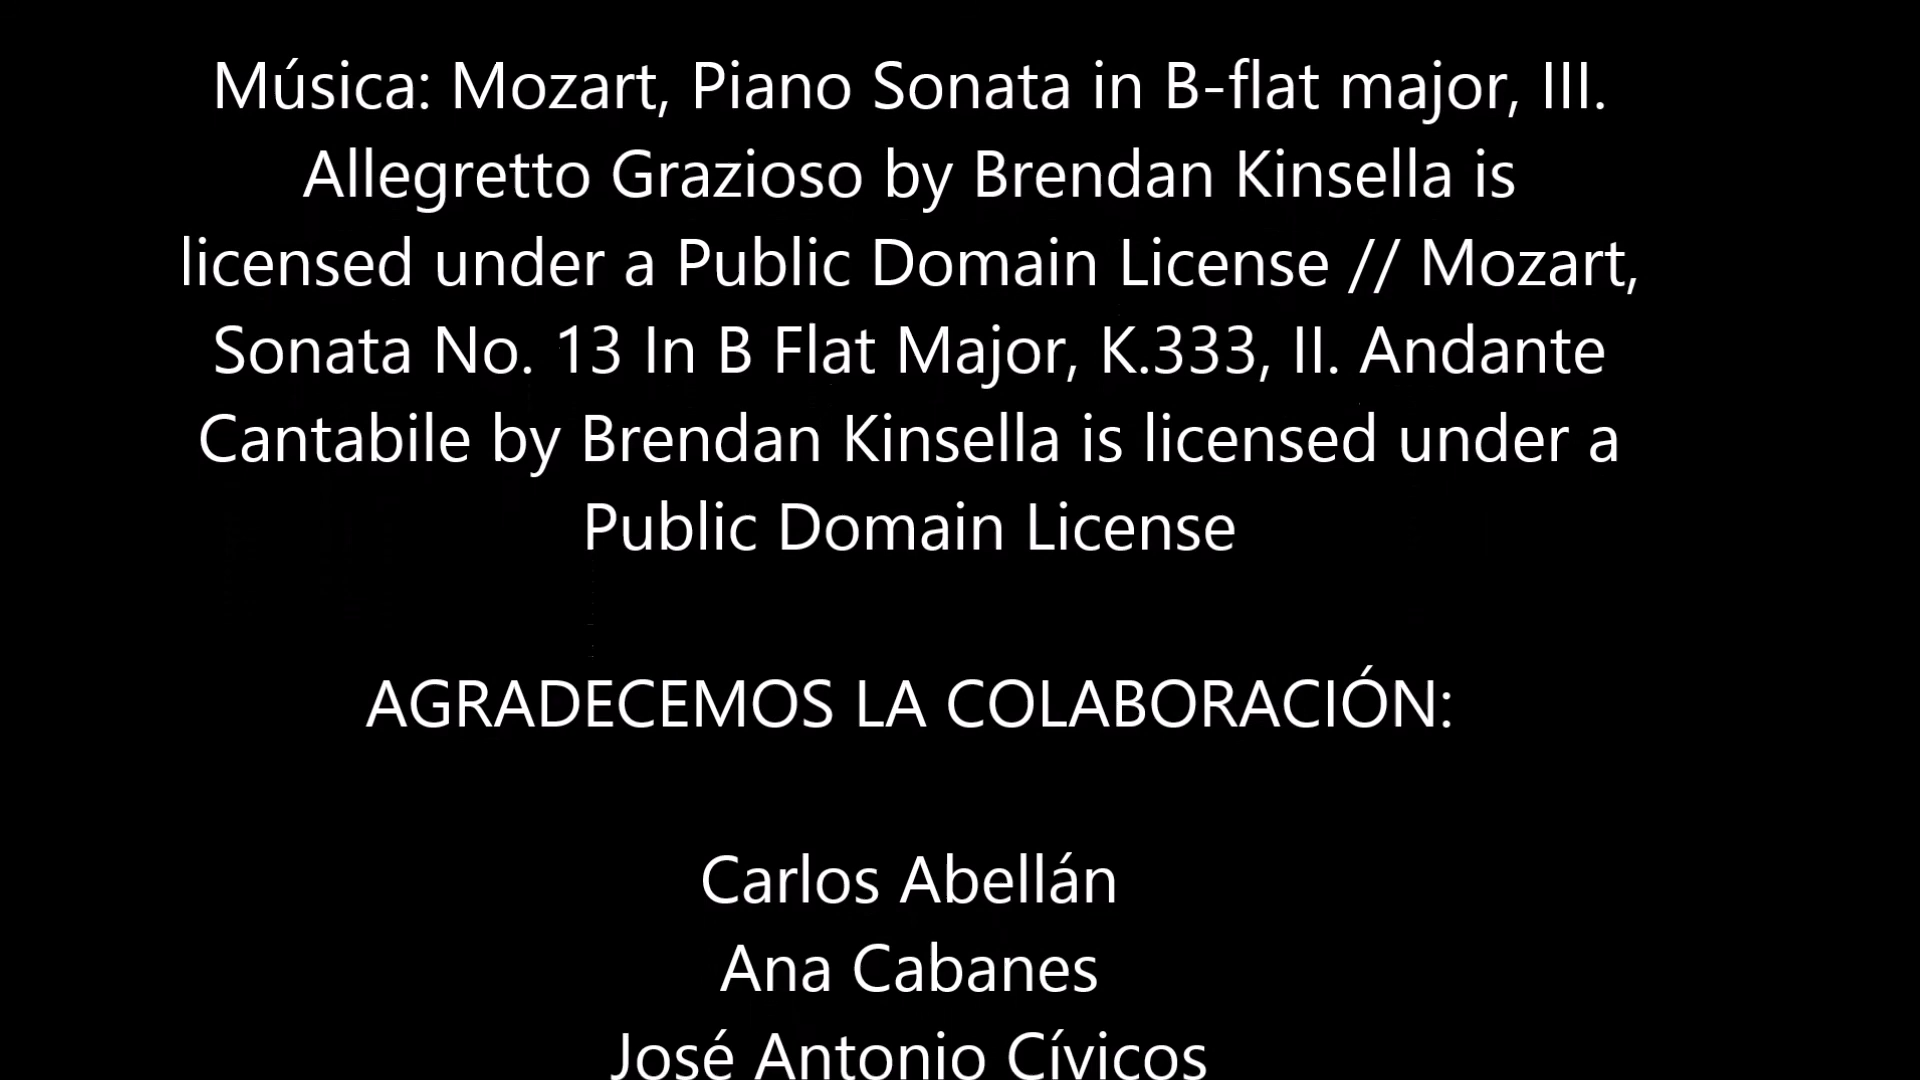 Música: Mozart, Piano Sonata in B-flat major, III.
Allegretto Grazioso by Brendan Kinsella is
licensed under a Public Domain License // Mozart,
Sonata No. 13 In B Flat Major, K.333, II. Andante
Cantabile by Brendan Kinsella is licensed under a
Public Domain License
AGRADECEMOS LA COLABORACIÓN:
Carlos Abellán
Ana Cabanes
José Antonio Cívicos